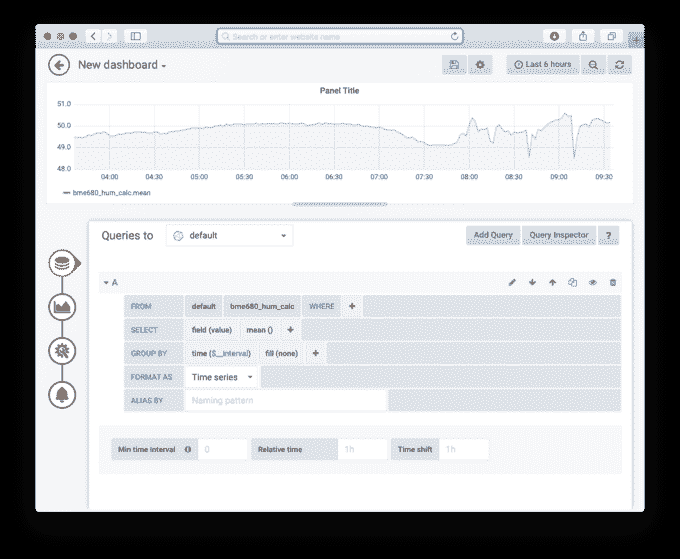 Search or enter website name
New dashboard
Last 6 hours
Panel Title
51.0
50.0
49.0
48.0
04:00 04:30 05:00 05:30 06:00 06:30 07:00 07:30 08:00 08:30 09:00 09:30
bme680_hum_calc.mean
Queries to default Add Query Query Inspector ?
A
FROM default bme680_hum_calc WHERE +
SELECT field (value) mean () +
GROUP BY time ($__interval) fill (none) +
FORMAT AS Time series
ALIAS BY Naming pattern
Min time interval 0 Relative time 1h Time shift 1h